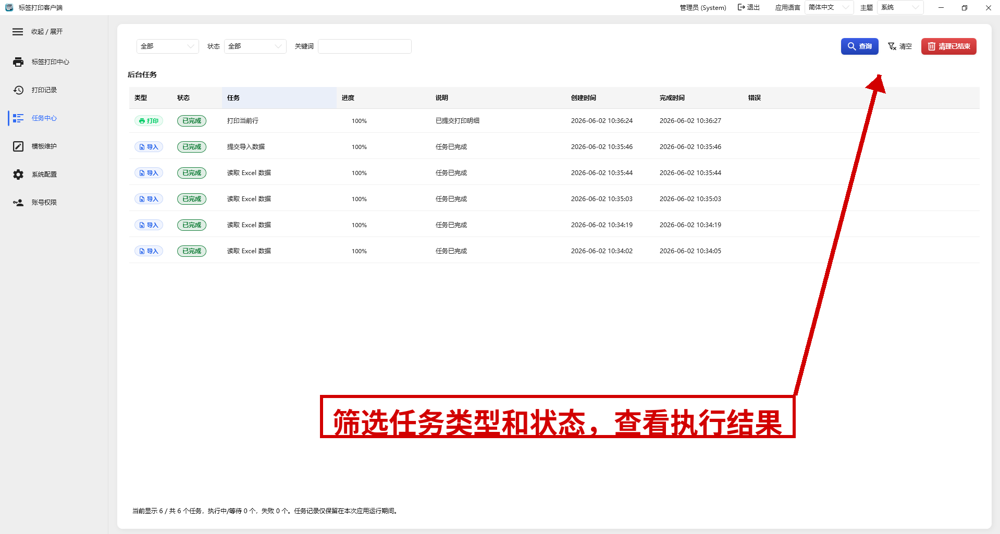 标签打印客户端
管理员 (System) 退出 应用语言 简体中文 主题 系统
收起 / 展开
标签打印中心
打印记录
任务中心
模板维护
系统配置
账号权限
全部 状态 全部 关键词 查询 清空 清理已结束
后台任务
类型 状态 任务 进度 说明 创建时间 完成时间 错误
打印 已完成 打印当前行 100% 已提交打印明细 2026-06-02 10:36:24 2026-06-02 10:36:27
导入 已完成 提交导入数据 100% 任务已完成 2026-06-02 10:35:46 2026-06-02 10:35:46
导入 已完成 读取 Excel 数据 100% 任务已完成 2026-06-02 10:35:44 2026-06-02 10:35:44
导入 已完成 读取 Excel 数据 100% 任务已完成 2026-06-02 10:35:03 2026-06-02 10:35:03
导入 已完成 读取 Excel 数据 100% 任务已完成 2026-06-02 10:34:19 2026-06-02 10:34:19
导入 已完成 读取 Excel 数据 100% 任务已完成 2026-06-02 10:34:02 2026-06-02 10:34:05
筛选任务类型和状态，查看执行结果
当前显示 6 / 共 6 个任务，执行中/等待 0 个，失败 0 个。任务记录仅保留在本次应用运行期间。